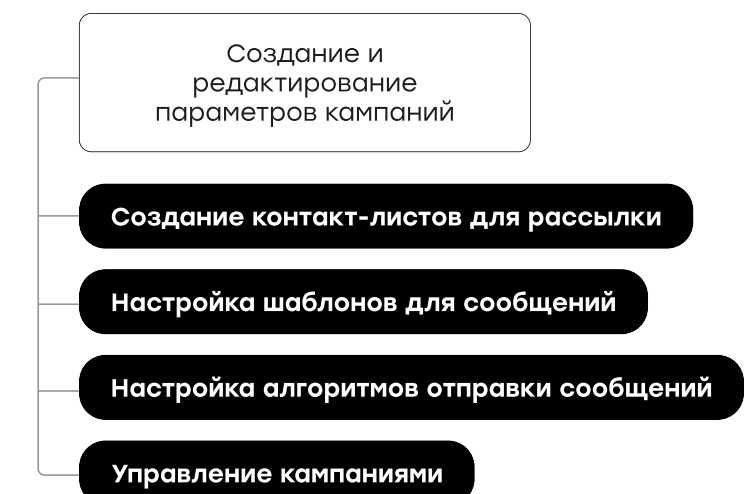 Создание и
редактирование
параметров кампаний
Создание контакт-листов для рассылки
Настройка шаблонов для сообщений
Настройка алгоритмов отправки сообщений
Управление кампаниями